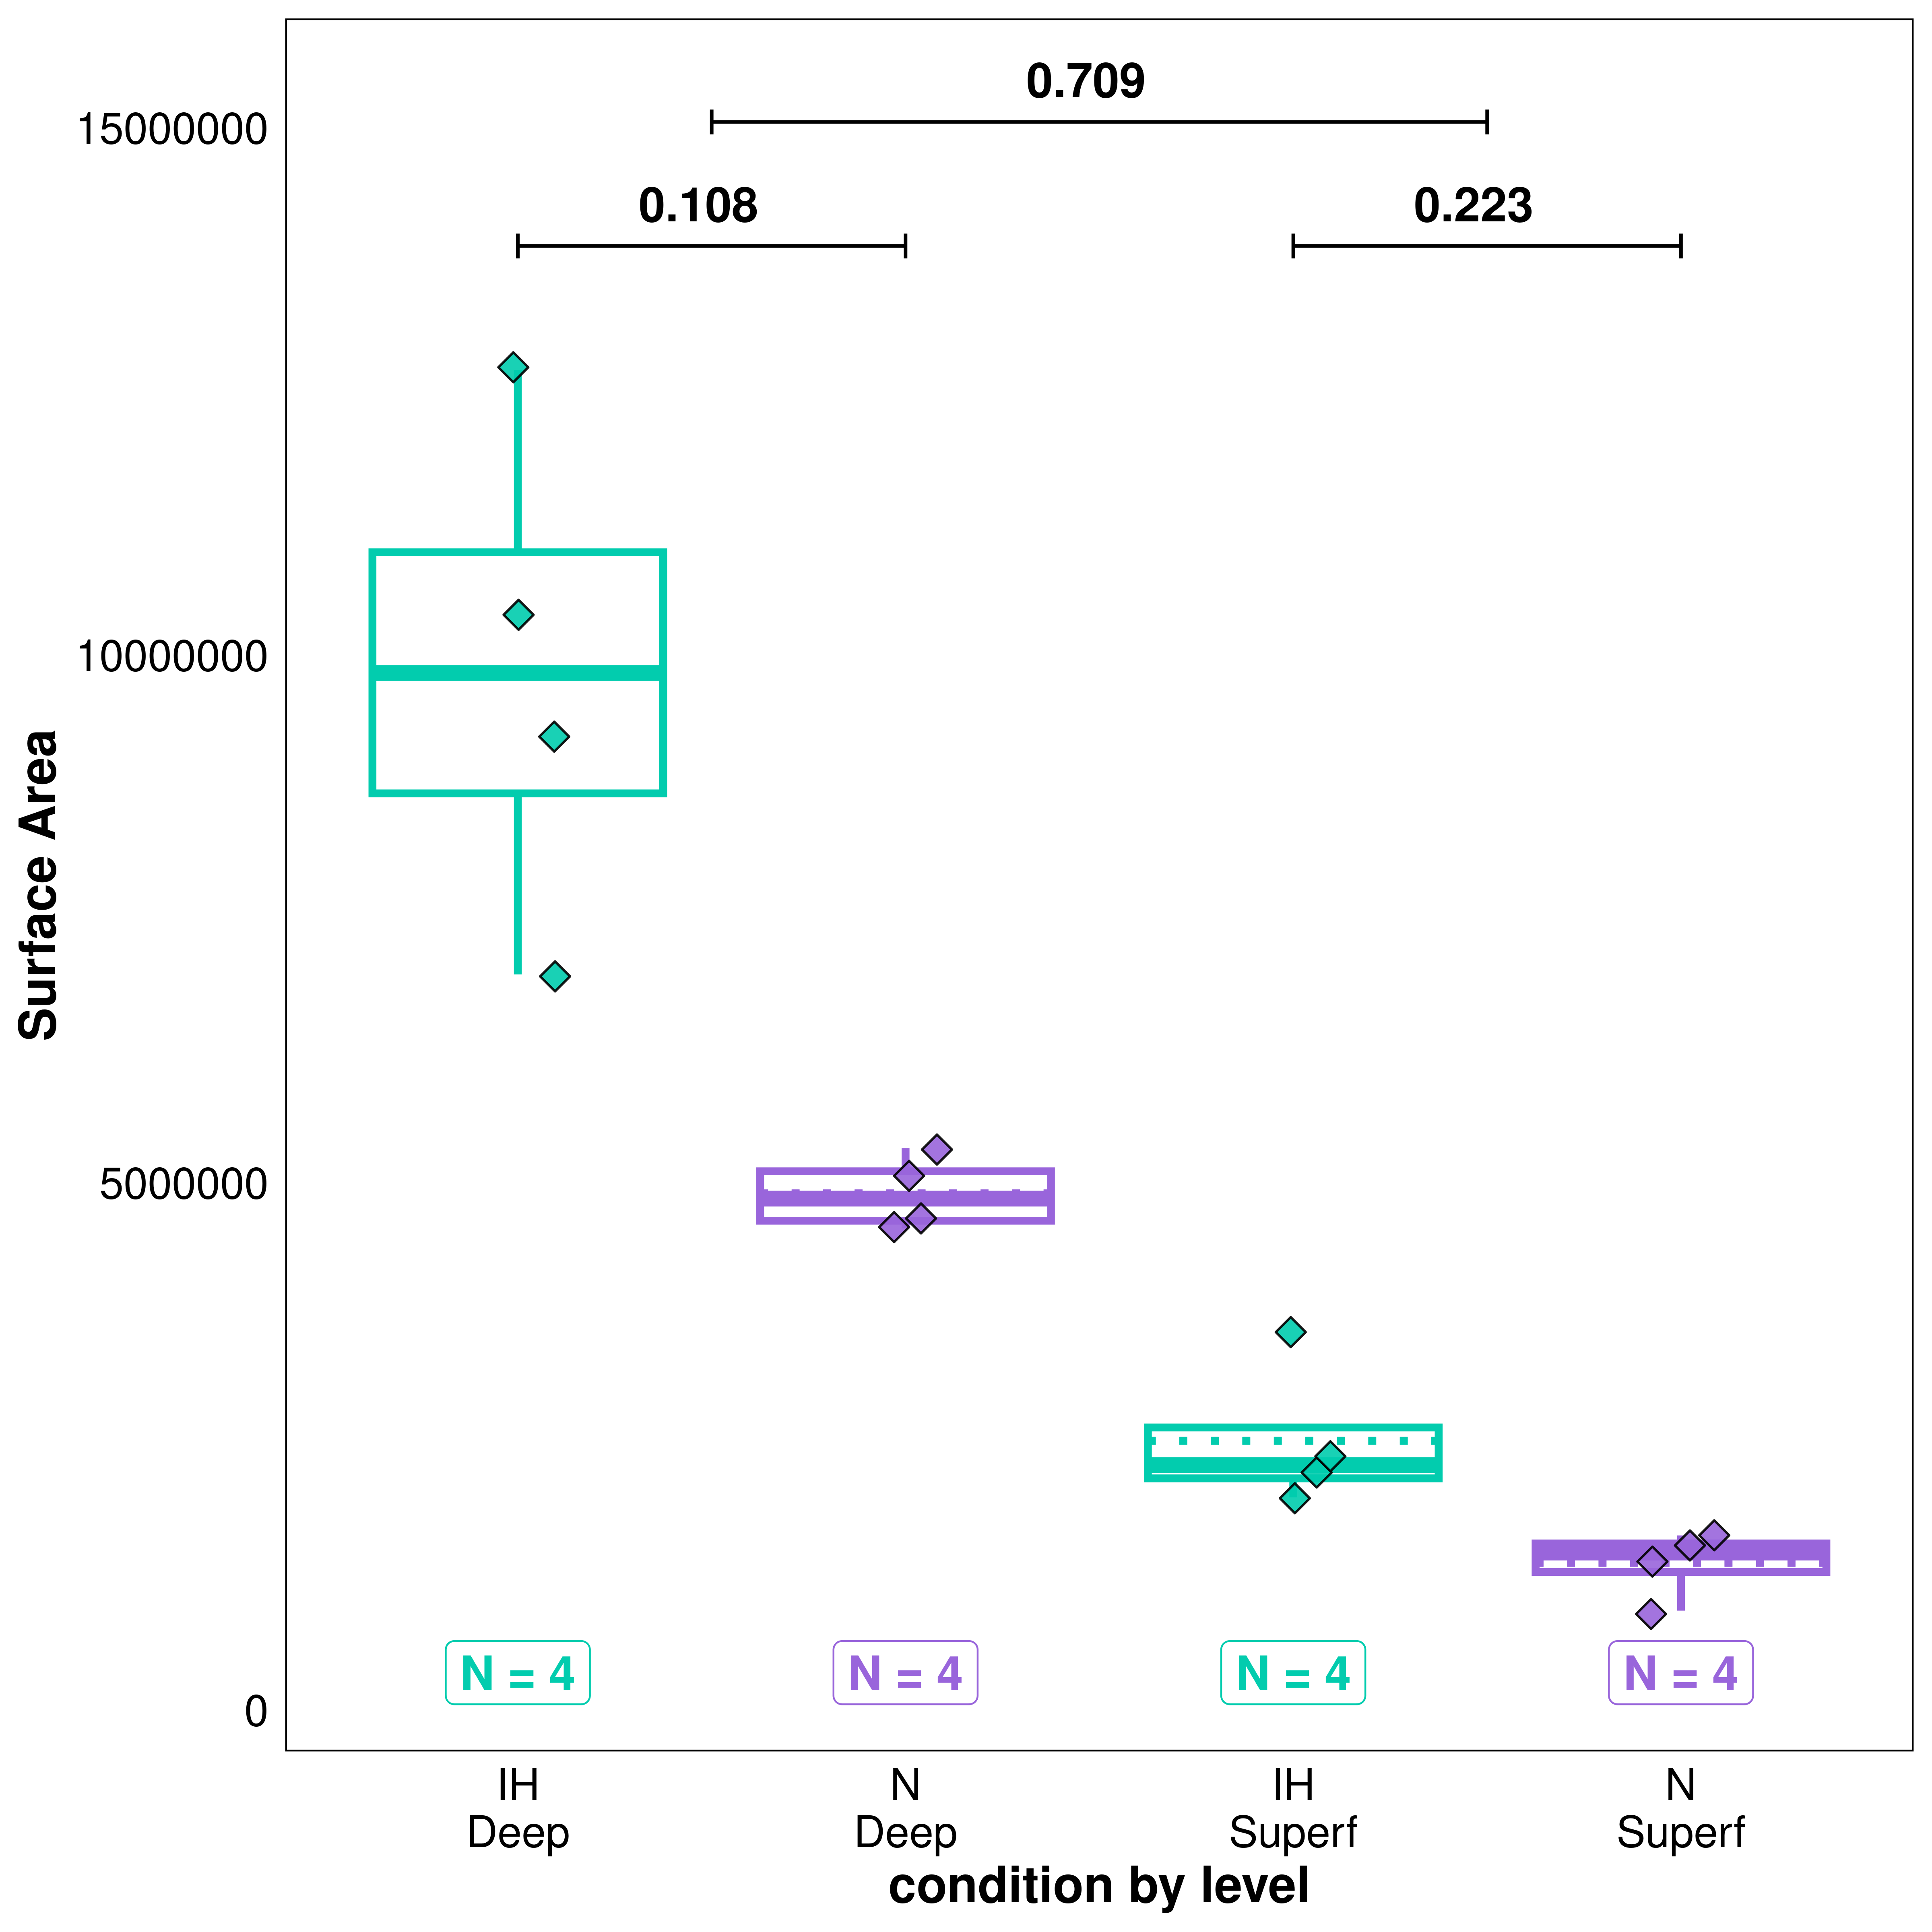 0.709
15000000
0.108
0.223
10000000
Surface Area
5000000
N = 4
N = 4
N = 4
N = 4
0
IH
Deep
N
Deep
IH
Superf
N
Superf
condition by level